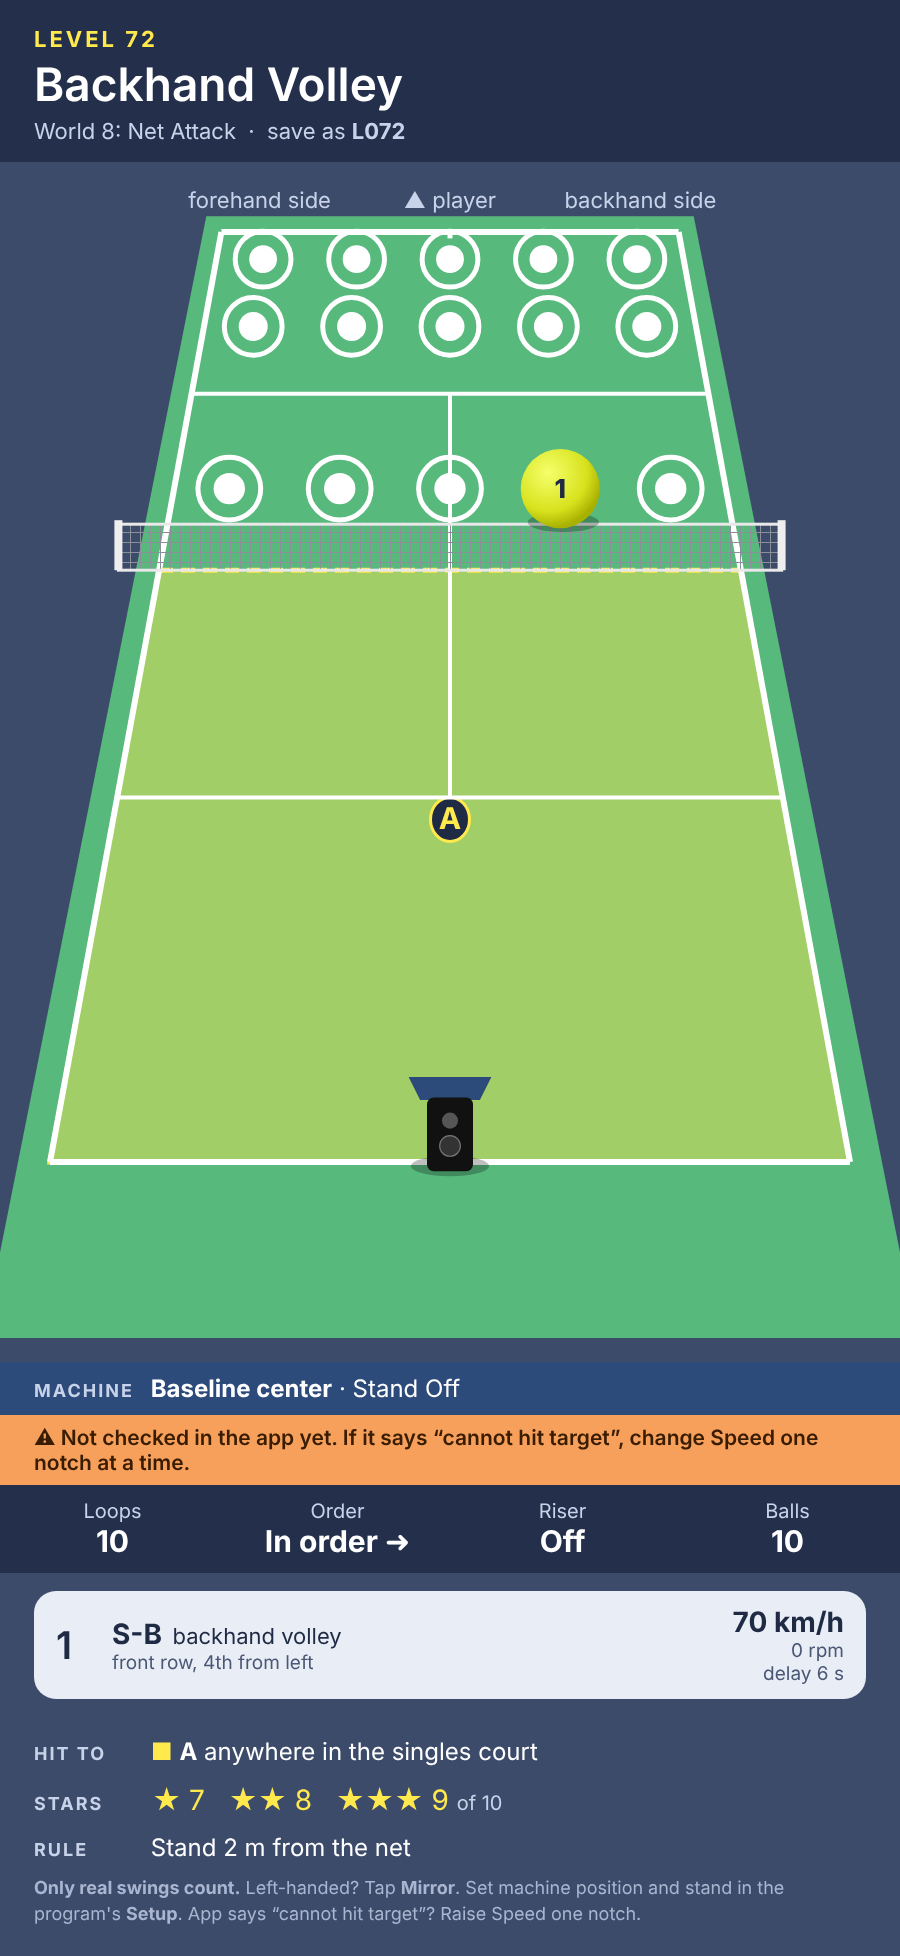 LEVEL 72
Backhand Volley
World 8: Net Attack · save as L072
forehand side ▲ player backhand side
1
A
MACHINE Baseline center · Stand Off
⚠ Not checked in the app yet. If it says “cannot hit target”, change Speed one
notch at a time.
Loops Order Riser Balls
10 In order ➜ Off 10
1 S-B backhand volley 70 km/h
front row, 4th from left 0 rpm
delay 6 s
HIT TO A anywhere in the singles court
STARS ★ 7 ★★ 8 ★★★ 9 of 10
RULE Stand 2 m from the net
Only real swings count. Left-handed? Tap Mirror. Set machine position and stand in the
program's Setup. App says “cannot hit target”? Raise Speed one notch.